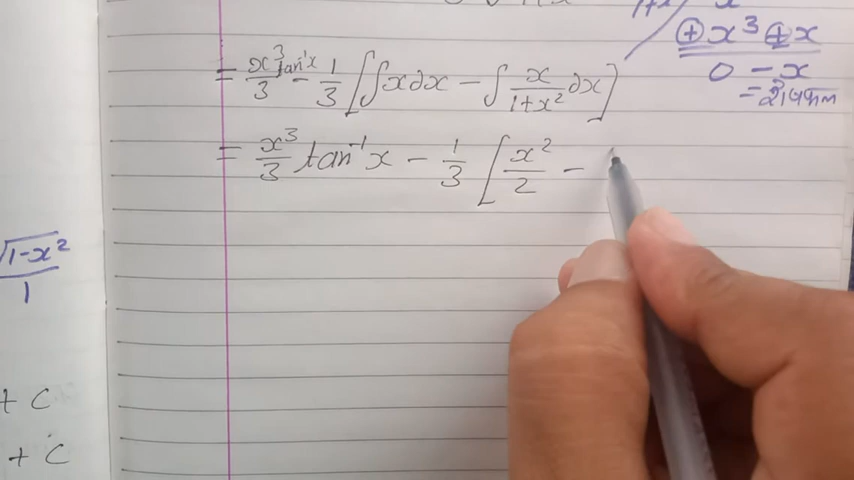 ⊕x³ ⊕x
0 - x
= x³/3 tan⁻¹x - 1/3 [∫x dx - ∫ x/(1+x²) dx]
= x³/3 tan⁻¹x - 1/3 [x²/2 -
√1-x²
1
+ C
+ C